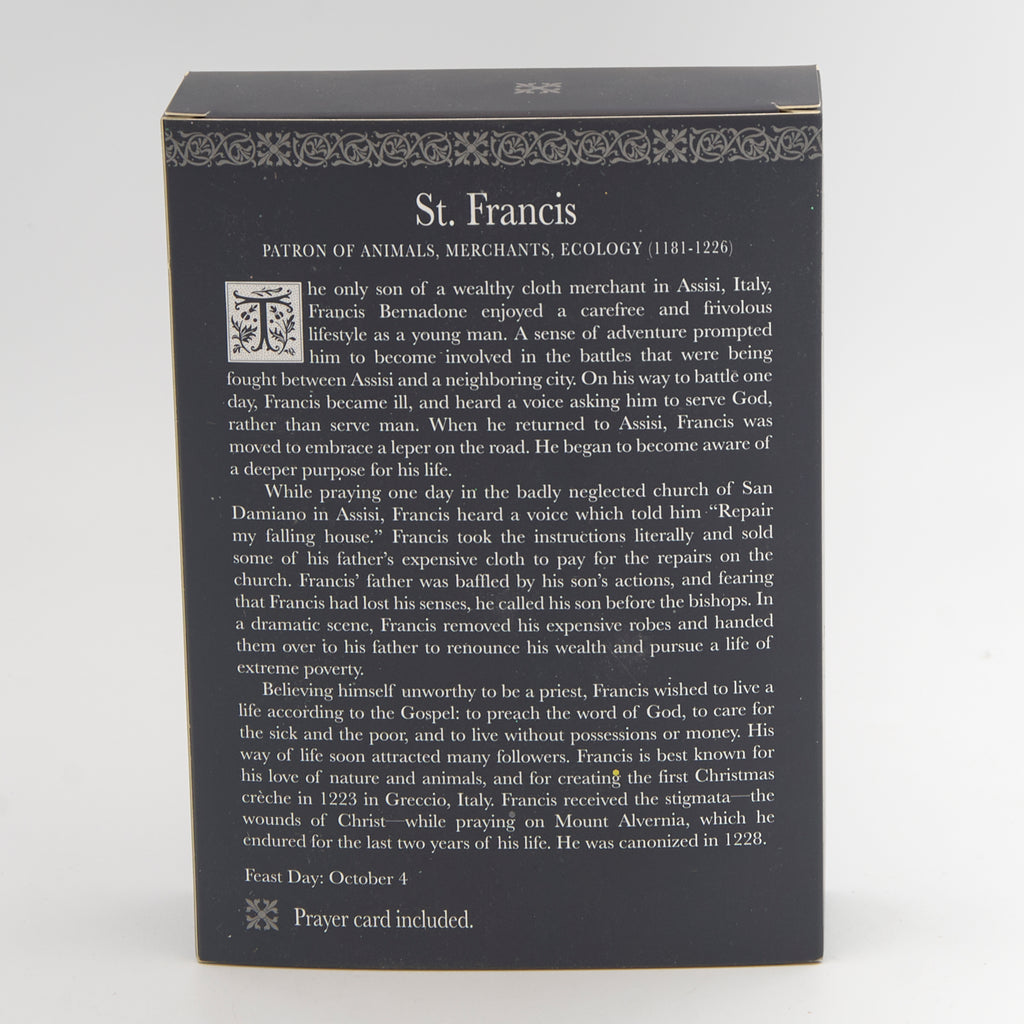 St. Francis
PATRON OF ANIMALS, MERCHANTS, ECOLOGY (1181-1226)
The only son of a wealthy cloth merchant in Assisi, Italy,
Francis Bernadone enjoyed a carefree and frivolous
lifestyle as a young man. A sense of adventure prompted
him to become involved in the battles that were being
fought between Assisi and a neighboring city. On his way to battle one
day, Francis became ill, and heard a voice asking him to serve God,
rather than serve man. When he returned to Assisi, Francis was
moved to embrace a leper on the road. He began to become aware of
a deeper purpose for his life.
While praying one day in the badly neglected church of San
Damiano in Assisi, Francis heard a voice which told him “Repair
my falling house.” Francis took the instructions literally and sold
some of his father’s expensive cloth to pay for the repairs on the
church. Francis’ father was baffled by his son’s actions, and fearing
that Francis had lost his senses, he called his son before the bishops. In
a dramatic scene, Francis removed his expensive robes and handed
them over to his father to renounce his wealth and pursue a life of
extreme poverty.
Believing himself unworthy to be a priest, Francis wished to live a
life according to the Gospel: to preach the word of God, to care for
the sick and the poor, and to live without possessions or money. His
way of life soon attracted many followers. Francis is best known for
his love of nature and animals, and for creating the first Christmas
crèche in 1223 in Greccio, Italy. Francis received the stigmata—the
wounds of Christ—while praying on Mount Alvernia, which he
endured for the last two years of his life. He was canonized in 1228.
Feast Day: October 4
Prayer card included.